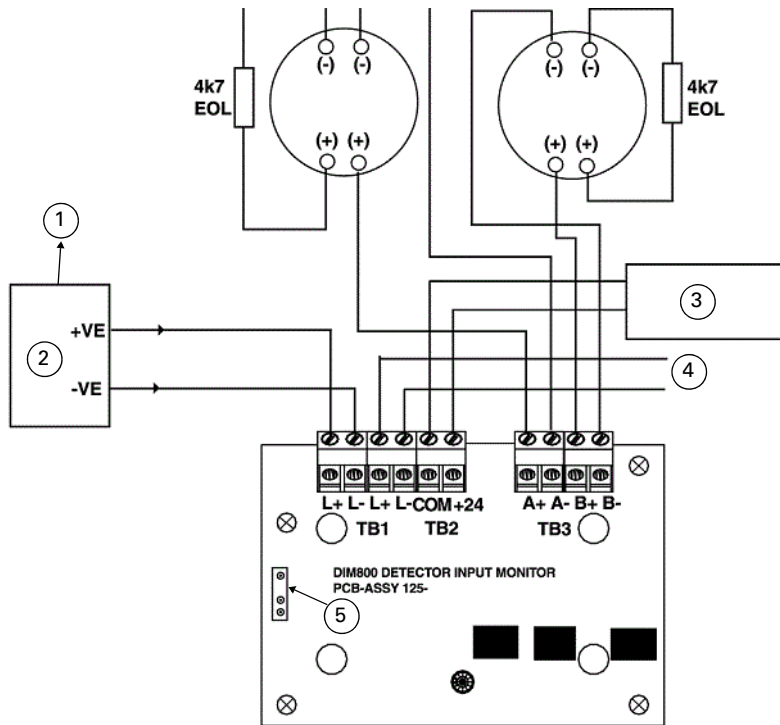 (-) (-)
4k7
EOL
(+) (+)
(-) (-)
4k7
EOL
(+) (+)
1
2
+VE
-VE
3
4
L+ L- L+ L- COM +24
TB1 TB2
A+ A- B+ B-
TB3
DIM800 DETECTOR INPUT MONITOR
PCB-ASSY 125-
5